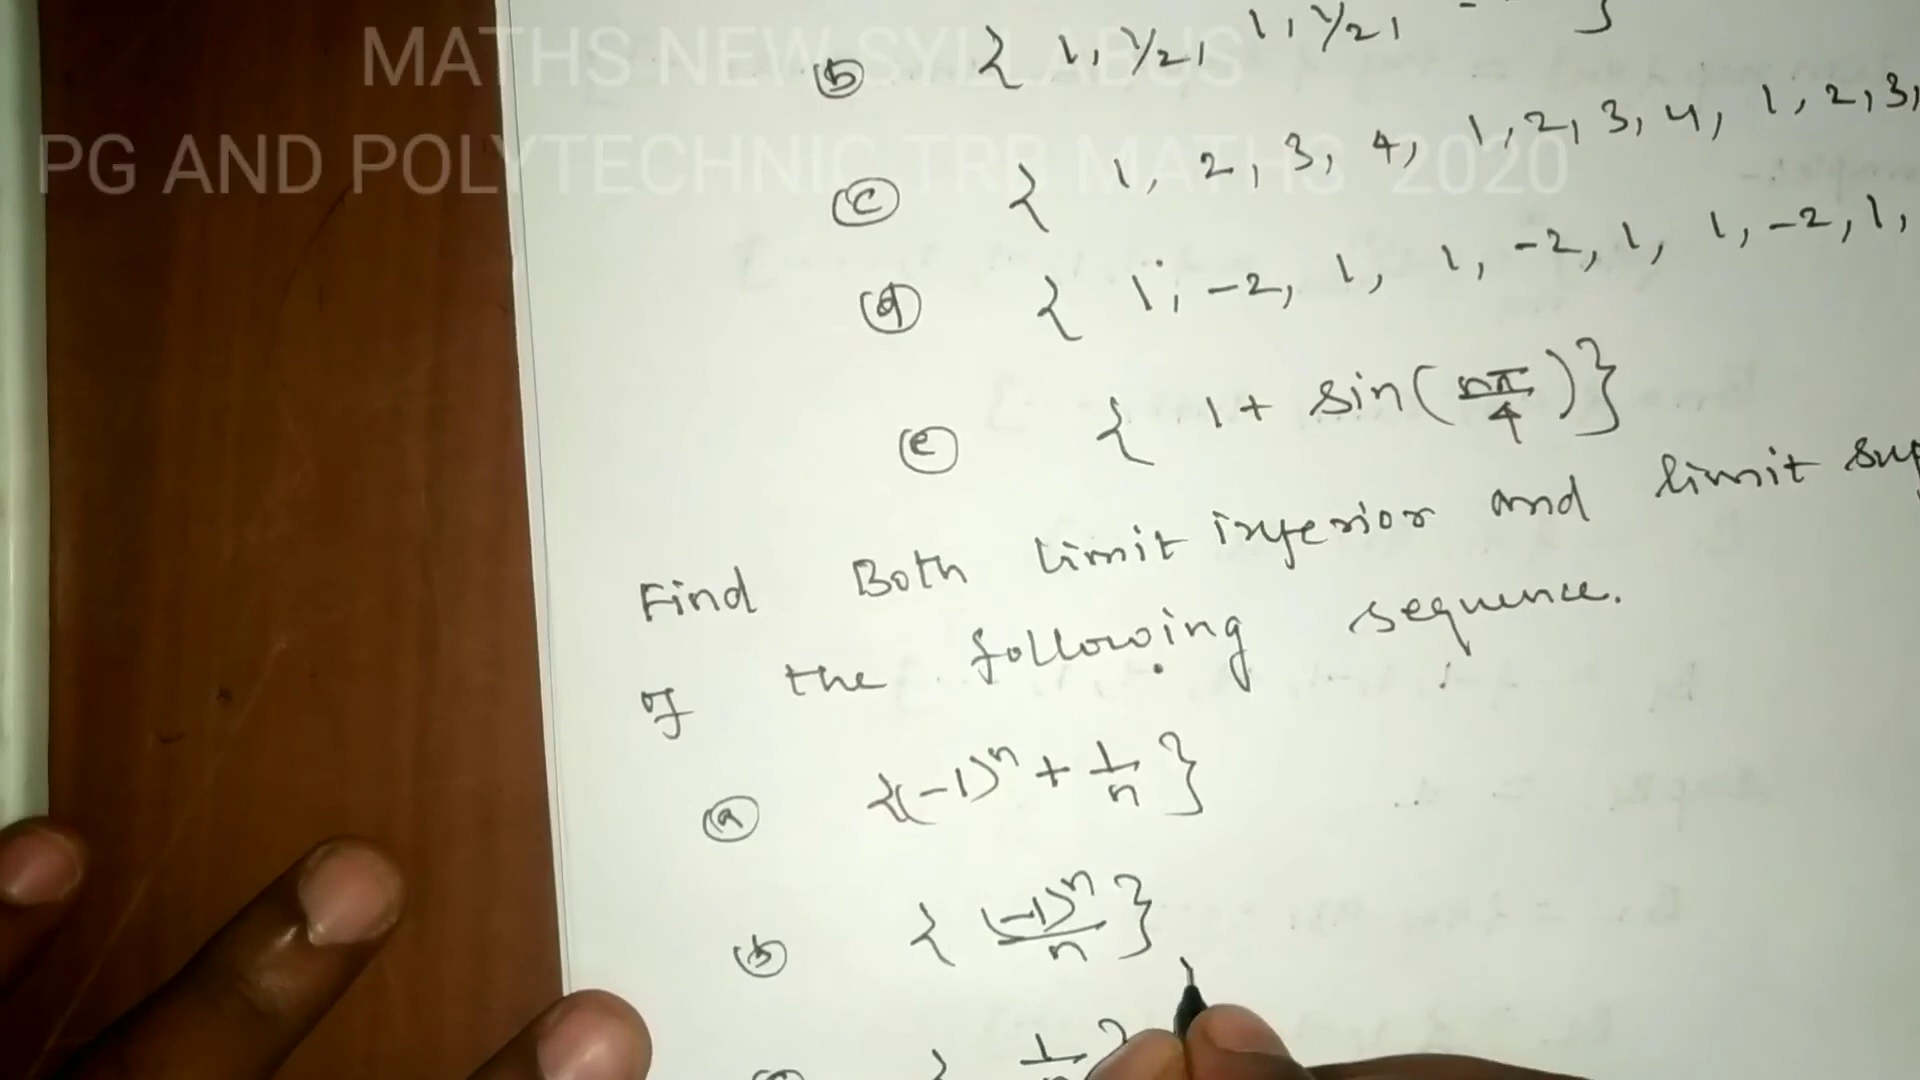 MATHS NEW SYLLABUS
PG AND POLYTECHNIC TRB MATHS 2020
(b) { 1, 1/2, 1, 1/2, - - }
(c) { 1, 2, 3, 4, 1, 2, 3, 4, 1, 2, 3,
(d) { 1, -2, 1, 1, -2, 1, 1, -2, 1,
(e) { 1 + sin(nπ/4)}
Find Both limit inferior and limit sup
of the following sequence.
(a) {(-1)^n + 1/n}
(b) { (-1)^n/n }
{ 1/n }